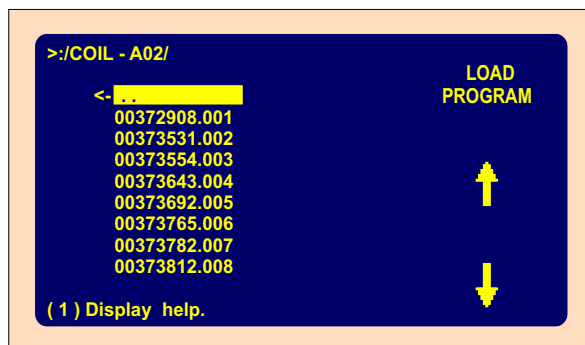 >:/COIL - A02/
LOAD
PROGRAM
<- . .
00372908.001
00373531.002
00373554.003
00373643.004
00373692.005
00373765.006
00373782.007
00373812.008
( 1 ) Display help.